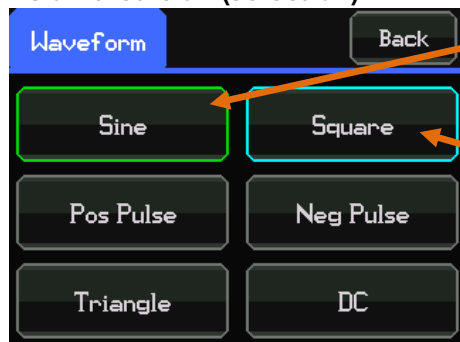 Waveform Back
Sine Square
Pos Pulse Neg Pulse
Triangle DC